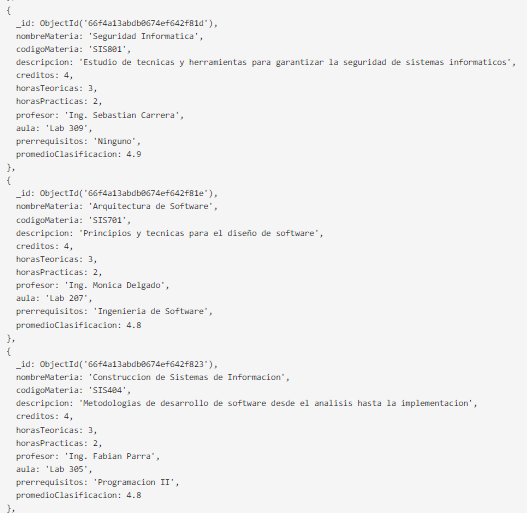 {
_id: ObjectId('66f4a13abdb0674ef642f81d'),
nombreMateria: 'Seguridad Informatica',
codigoMateria: 'SIS801',
descripcion: 'Estudio de tecnicas y herramientas para garantizar la seguridad de sistemas informaticos',
creditos: 4,
horasTeoricas: 3,
horasPracticas: 2,
profesor: 'Ing. Sebastian Carrera',
aula: 'Lab 309',
prerrequisitos: 'Ninguno',
promedioClasificacion: 4.9
},
{
_id: ObjectId('66f4a13abdb0674ef642f81e'),
nombreMateria: 'Arquitectura de Software',
codigoMateria: 'SIS701',
descripcion: 'Principios y tecnicas para el diseño de software',
creditos: 4,
horasTeoricas: 3,
horasPracticas: 2,
profesor: 'Ing. Monica Delgado',
aula: 'Lab 207',
prerrequisitos: 'Ingenieria de Software',
promedioClasificacion: 4.8
},
{
_id: ObjectId('66f4a13abdb0674ef642f823'),
nombreMateria: 'Construccion de Sistemas de Informacion',
codigoMateria: 'SIS404',
descripcion: 'Metodologias de desarrollo de software desde el analisis hasta la implementacion',
creditos: 4,
horasTeoricas: 3,
horasPracticas: 2,
profesor: 'Ing. Fabian Parra',
aula: 'Lab 305',
prerrequisitos: 'Programacion II',
promedioClasificacion: 4.8
},